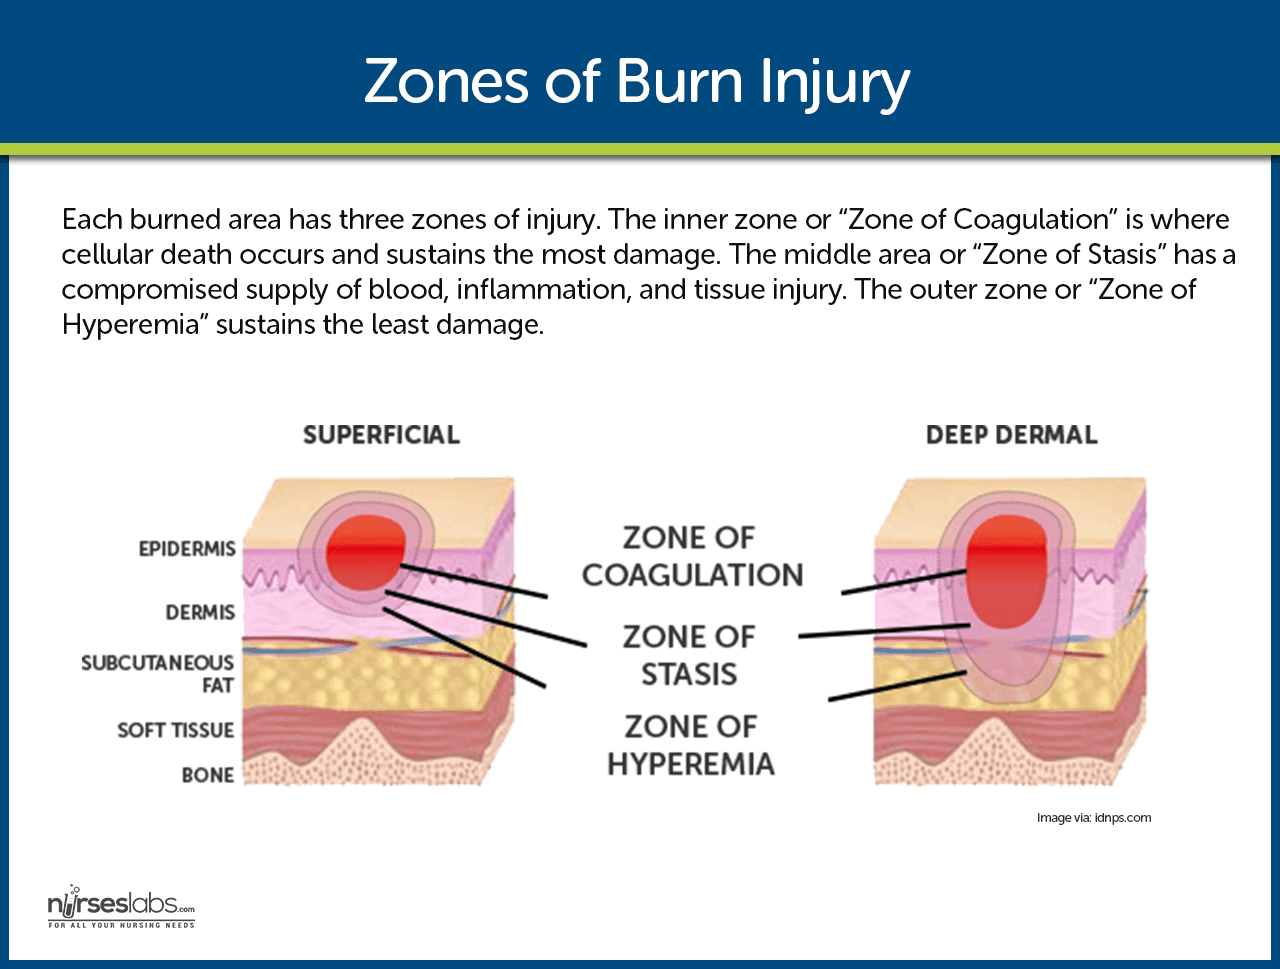 Zones of Burn Injury
Each burned area has three zones of injury. The inner zone or “Zone of Coagulation” is where
cellular death occurs and sustains the most damage. The middle area or “Zone of Stasis” has a
compromised supply of blood, inflammation, and tissue injury. The outer zone or “Zone of
Hyperemia” sustains the least damage.
SUPERFICIAL
DEEP DERMAL
EPIDERMIS
DERMIS
SUBCUTANEOUS
FAT
SOFT TISSUE
BONE
ZONE OF
COAGULATION
ZONE OF
STASIS
ZONE OF
HYPEREMIA
Image via: idnps.com
nurseslabs.com
FOR ALL YOUR NURSING NEEDS